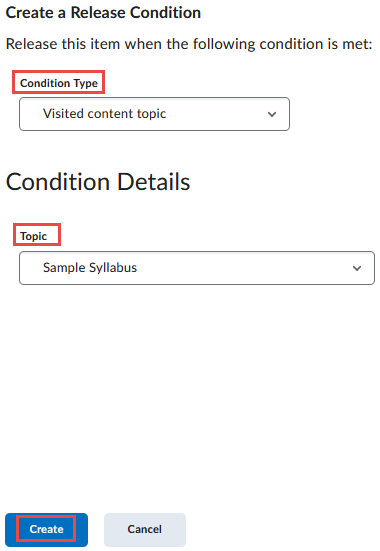 Create a Release Condition
Release this item when the following condition is met:
Condition Type
Visited content topic
Condition Details
Topic
Sample Syllabus
Create
Cancel